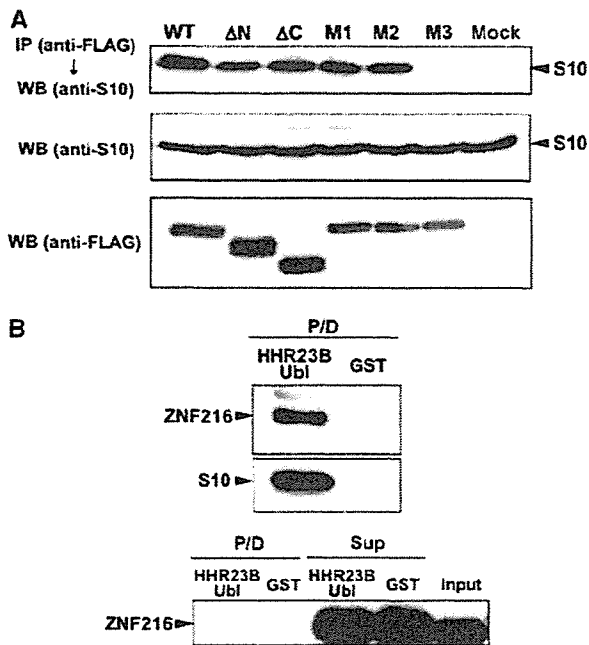 A
WT ΔN ΔC M1 M2 M3 Mock
IP (anti-FLAG)
↓
WB (anti-S10)
S10
WB (anti-S10)
S10
WB (anti-FLAG)
B
P/D
HHR23B Ubl GST
ZNF216
S10
P/D Sup
HHR23B Ubl GST HHR23B Ubl GST Input
ZNF216